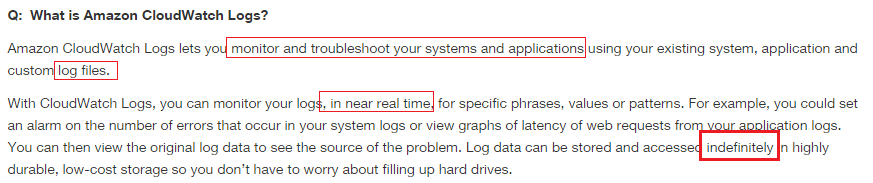 Q: What is Amazon CloudWatch Logs?
Amazon CloudWatch Logs lets you monitor and troubleshoot your systems and applications using your existing system, application and
custom log files.
With CloudWatch Logs, you can monitor your logs, in near real time, for specific phrases, values or patterns. For example, you could set
an alarm on the number of errors that occur in your system logs or view graphs of latency of web requests from your application logs.
You can then view the original log data to see the source of the problem. Log data can be stored and accessed indefinitely in highly
durable, low-cost storage so you don’t have to worry about filling up hard drives.